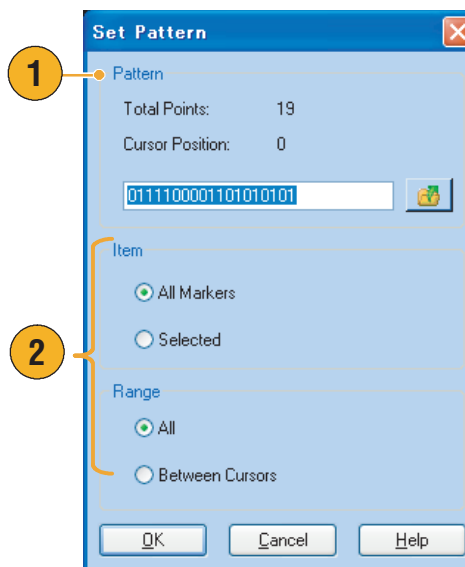 Set Pattern
1
Pattern
Total Points: 19
Cursor Position: 0
0111100001101010101
2
Item
All Markers
Selected
Range
All
Between Cursors
OK Cancel Help